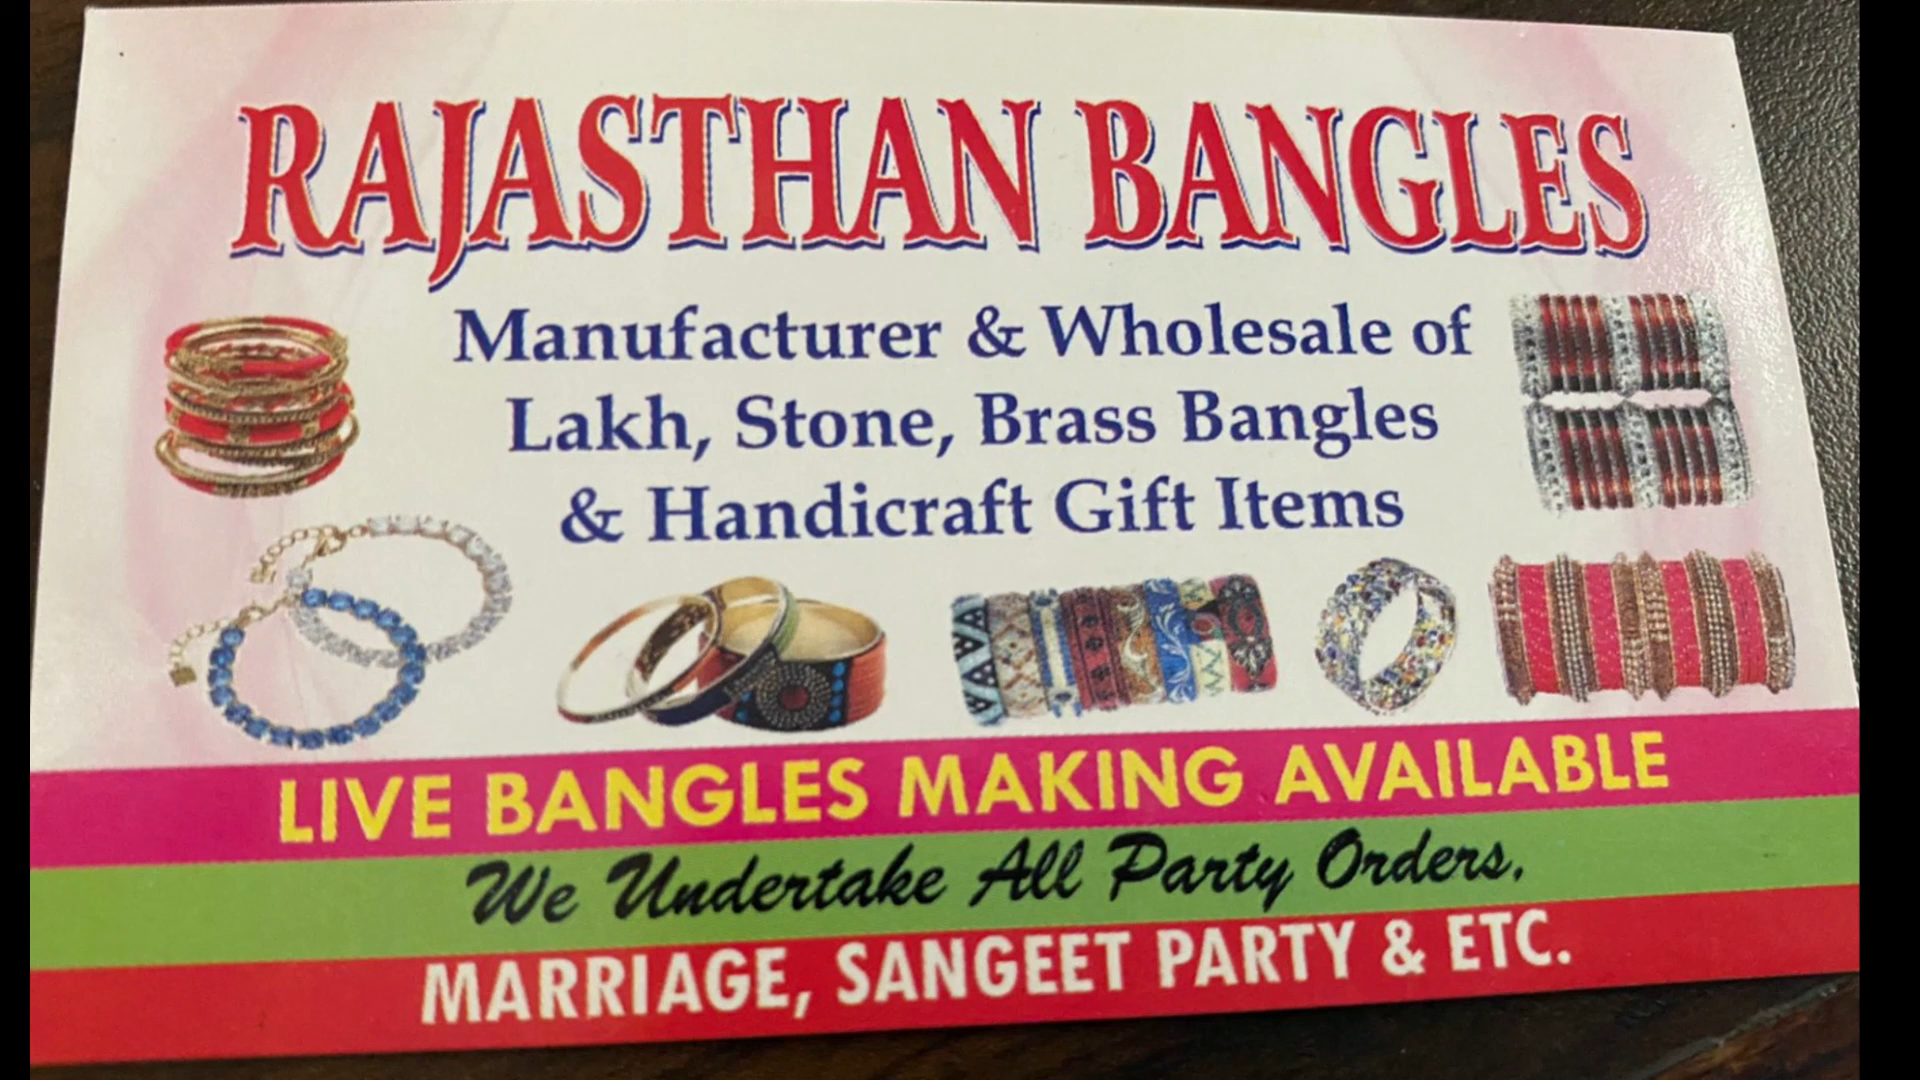 RAJASTHAN BANGLES
Manufacturer & Wholesale of
Lakh, Stone, Brass Bangles
& Handicraft Gift Items
LIVE BANGLES MAKING AVAILABLE
We Undertake All Party Orders.
MARRIAGE, SANGEET PARTY & ETC.